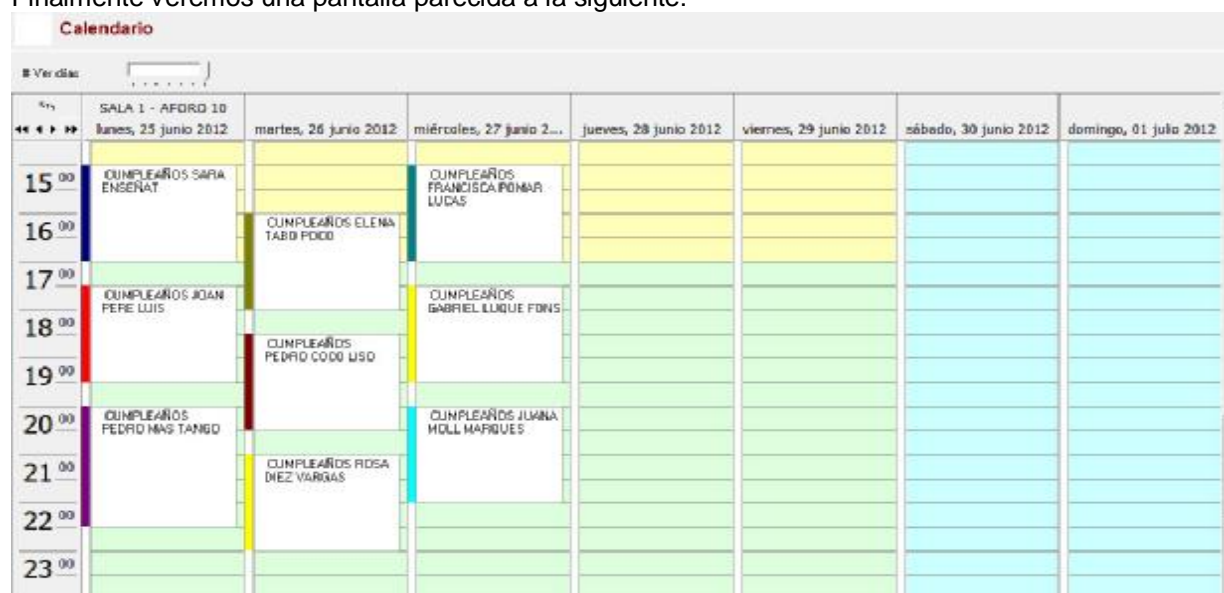 Finalmente veremos una pantalla parecida a la siguiente:
Calendario
# Ver días
SALA 1 - AFORO 10
lunes, 25 junio 2012 martes, 26 junio 2012 miércoles, 27 junio 2... jueves, 28 junio 2012 viernes, 29 junio 2012 sábado, 30 junio 2012 domingo, 01 julio 2012
15 00
CUMPLEAÑOS SARA
ENSEÑAT
CUMPLEAÑOS
FRANCISCA POMAR
LUCAS
16 00
CUMPLEAÑOS ELENA
TABO POCO
17 00
CUMPLEAÑOS JOAN
PERE LUIS
CUMPLEAÑOS
GABRIEL LUQUE FONS
18 00
CUMPLEAÑOS
PEDRO COCO LISO
19 00
20 00
CUMPLEAÑOS
PEDRO MAS TANGO
CUMPLEAÑOS JUANA
MOLL MARQUES
21 00
CUMPLEAÑOS ROSA
DIEZ VARGAS
22 00
23 00